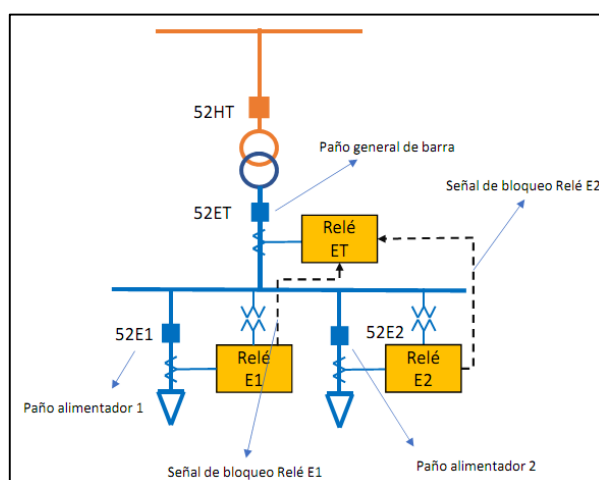 52HT
Paño general de barra
Señal de bloqueo Relé E2
52ET
Relé
ET
52E1
52E2
Relé
E1
Relé
E2
Paño alimentador 1
Señal de bloqueo Relé E1
Paño alimentador 2